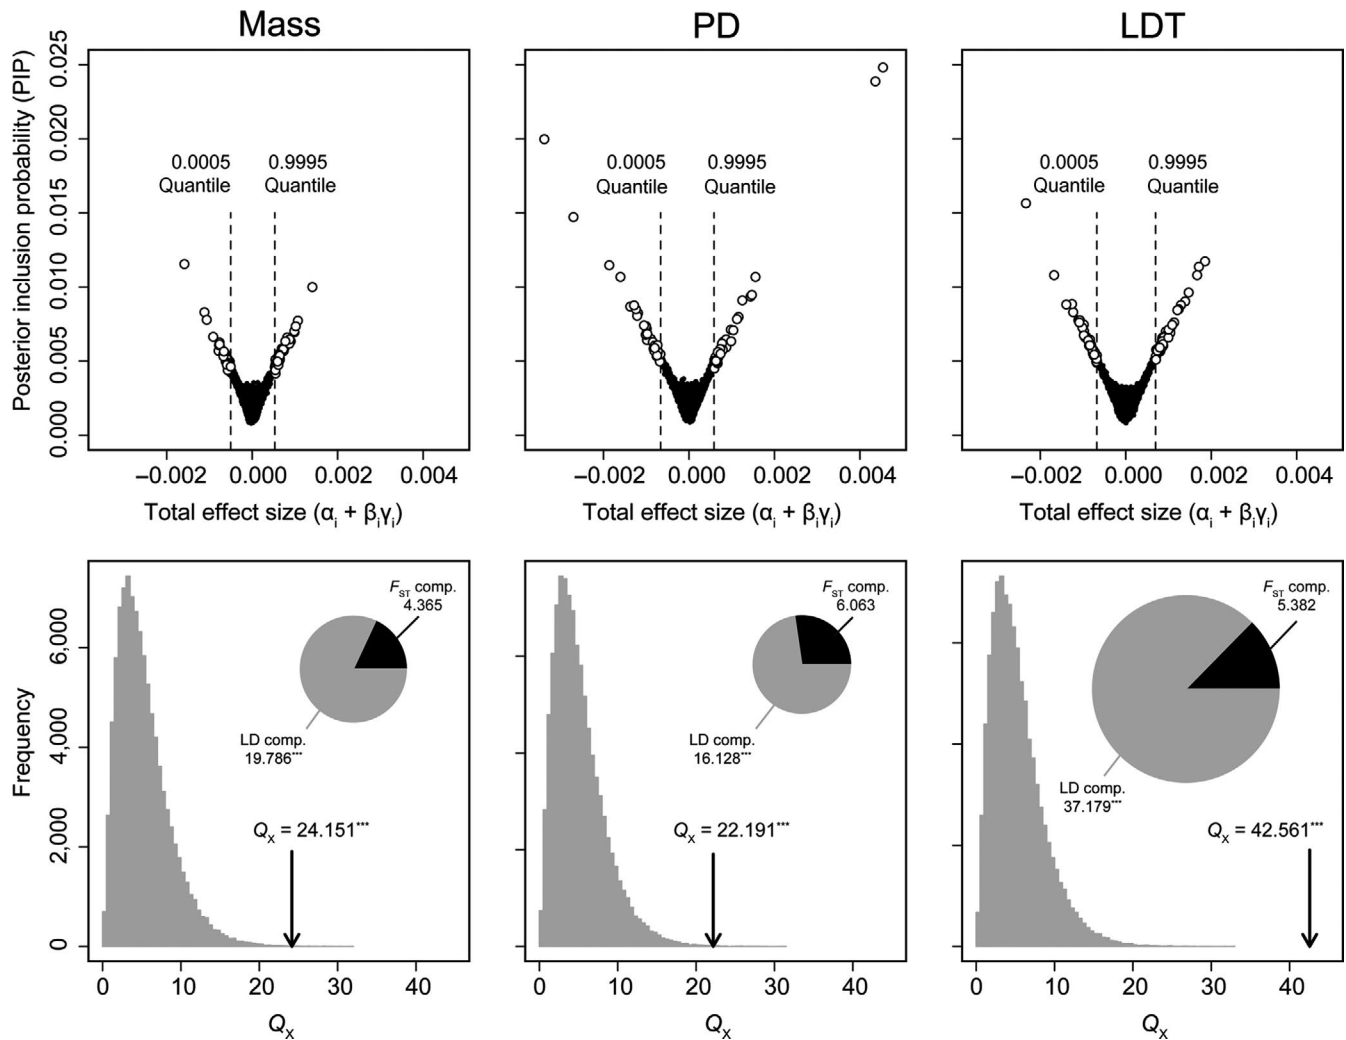 Mass
PD
LDT
Posterior inclusion probability (PIP)
0.025
0.020
0.015
0.010
0.005
0.000
0.0005
Quantile
0.9995
Quantile
0.0005
Quantile
0.9995
Quantile
0.0005
Quantile
0.9995
Quantile
−0.002 0.000 0.002 0.004
−0.002 0.000 0.002 0.004
−0.002 0.000 0.002 0.004
Total effect size (αi + βiγi)
Total effect size (αi + βiγi)
Total effect size (αi + βiγi)
Frequency
6,000
4,000
2,000
0
FST comp.
4.365
LD comp.
19.786***
QX = 24.151***
FST comp.
6.063
LD comp.
16.128***
QX = 22.191***
FST comp.
5.382
LD comp.
37.179***
QX = 42.561***
0 10 20 30 40
0 10 20 30 40
0 10 20 30 40
QX
QX
QX